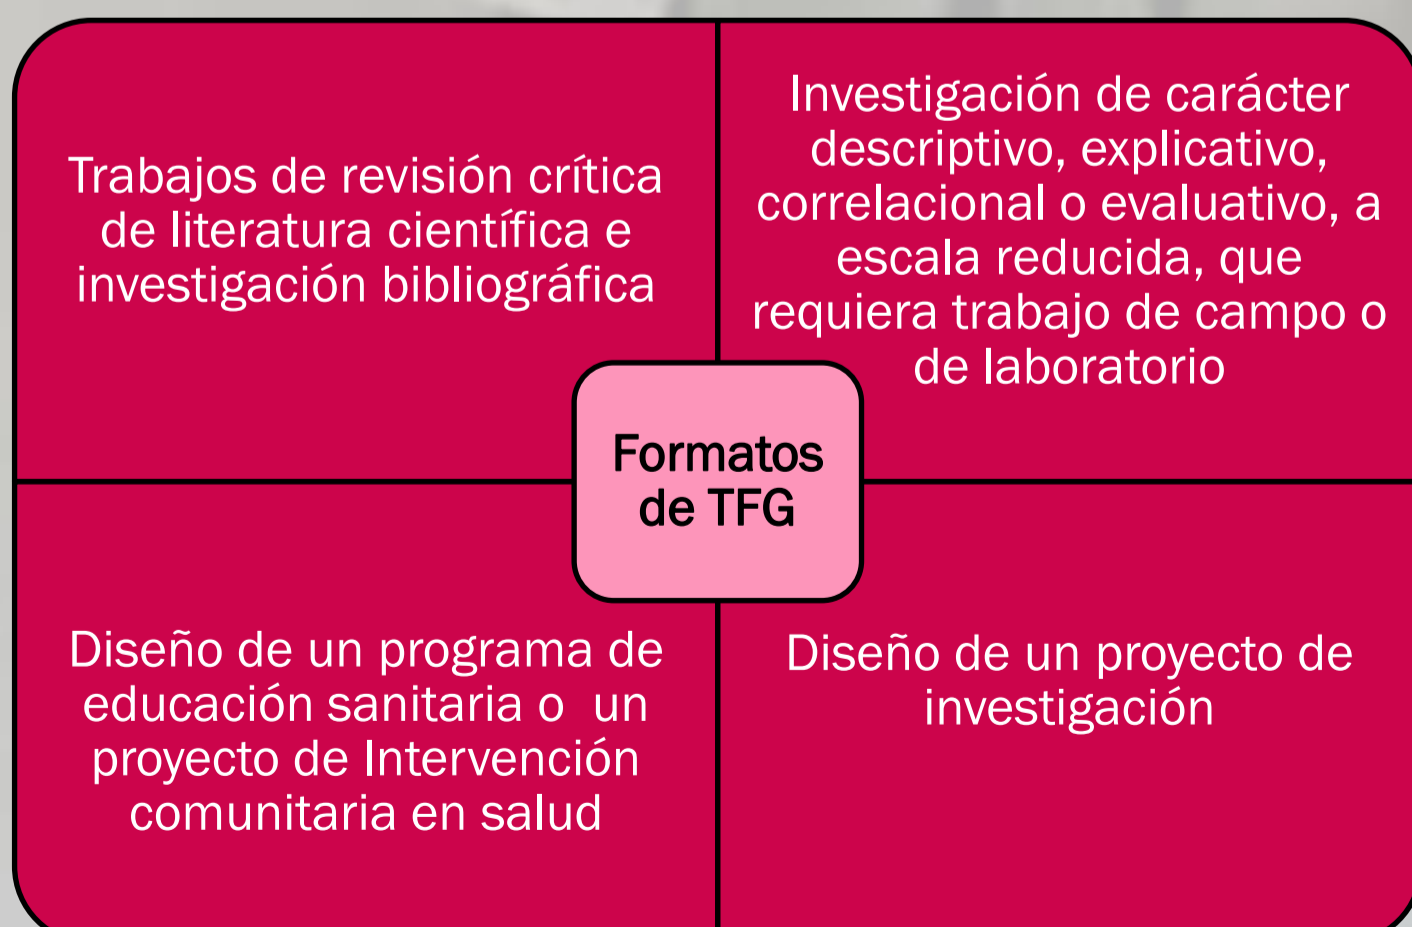 Trabajos de revisión crítica
de literatura científica e
investigación bibliográfica
Investigación de carácter
descriptivo, explicativo,
correlacional o evaluativo, a
escala reducida, que
requiera trabajo de campo o
de laboratorio
Formatos
de TFG
Diseño de un programa de
educación sanitaria o  un
proyecto de Intervención
comunitaria en salud
Diseño de un proyecto de
investigación